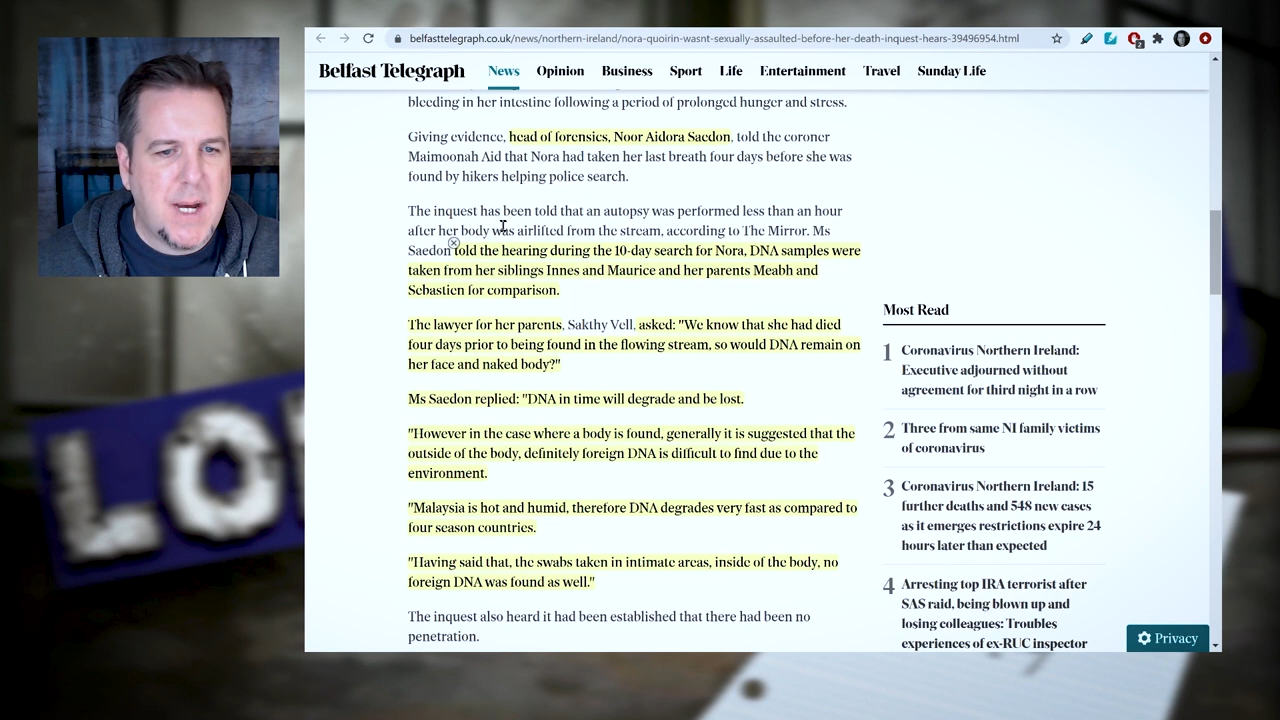 belfasttelegraph.co.uk/news/northern-ireland/nora-quoirin-wasnt-sexually-assaulted-before-her-death-inquest-hears-39496954.html
2
Belfast Telegraph News Opinion Business Sport Life Entertainment Travel Sunday Life
bleeding in her intestine following a period of prolonged hunger and stress.
Giving evidence, head of forensics, Noor Aidora Saedon, told the coroner
Maimoonah Aid that Nora had taken her last breath four days before she was
found by hikers helping police search.
The inquest has been told that an autopsy was performed less than an hour
after her body was airlifted from the stream, according to The Mirror. Ms
Saedon told the hearing during the 10-day search for Nora, DNA samples were
taken from her siblings Innes and Maurice and her parents Meabh and
Sebastien for comparison.
The lawyer for her parents, Sakthy Vell, asked: "We know that she had died
four days prior to being found in the flowing stream, so would DNA remain on
her face and naked body?"
Ms Saedon replied: "DNA in time will degrade and be lost.
"However in the case where a body is found, generally it is suggested that the
outside of the body, definitely foreign DNA is difficult to find due to the
environment.
"Malaysia is hot and humid, therefore DNA degrades very fast as compared to
four season countries.
"Having said that, the swabs taken in intimate areas, inside of the body, no
foreign DNA was found as well."
The inquest also heard it had been established that there had been no
penetration.
Most Read
1 Coronavirus Northern Ireland:
Executive adjourned without
agreement for third night in a row
2 Three from same NI family victims
of coronavirus
3 Coronavirus Northern Ireland: 15
further deaths and 548 new cases
as it emerges restrictions expire 24
hours later than expected
4 Arresting top IRA terrorist after
SAS raid, being blown up and
losing colleagues: Troubles
experiences of ex-RUC inspector
Privacy
LO